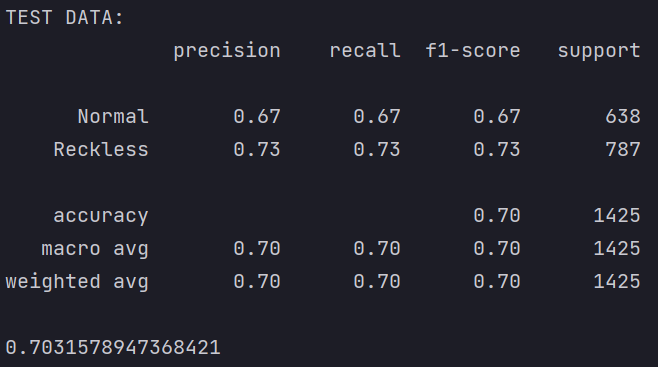 TEST DATA:
precision recall f1-score support
Normal 0.67 0.67 0.67 638
Reckless 0.73 0.73 0.73 787
accuracy 0.70 1425
macro avg 0.70 0.70 0.70 1425
weighted avg 0.70 0.70 0.70 1425
0.7031578947368421